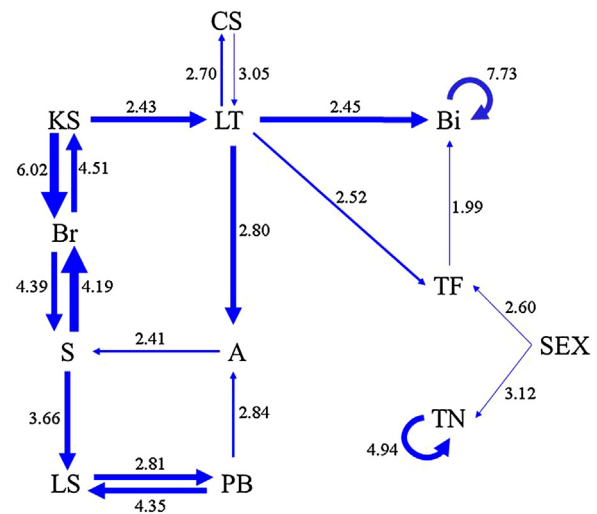 CS
2.70 3.05 7.73
KS 2.43 LT 2.45 Bi
6.02 4.51
2.52 1.99
Br 2.80
4.39 4.19 TF
2.60
S 2.41 A SEX
3.12
3.66 2.84 TN
4.94
LS 2.81 PB
4.35